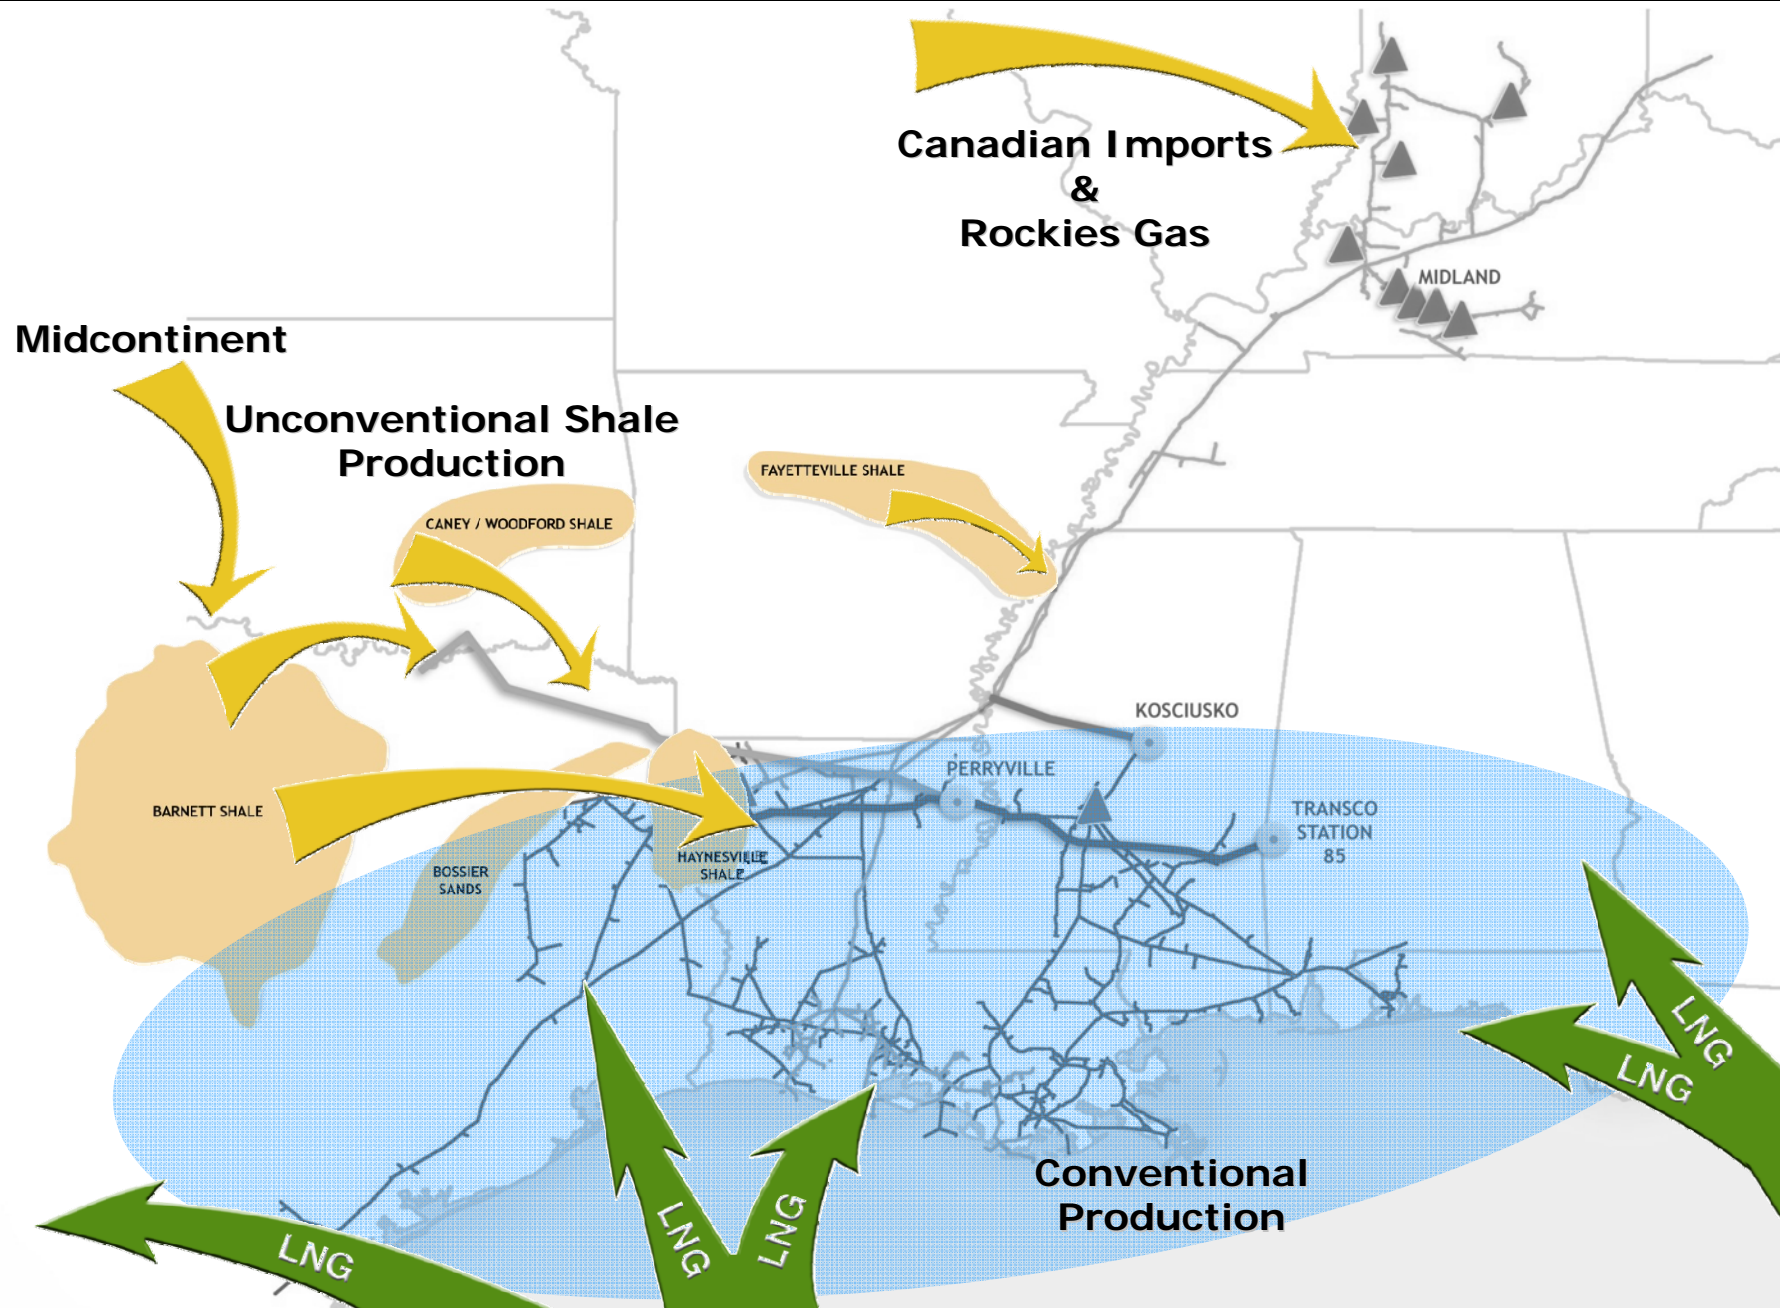 Canadian Imports
&
Rockies Gas
MIDLAND
Midcontinent
Unconventional Shale
Production
FAYETTEVILLE SHALE
CANEY / WOODFORD SHALE
KOSCIUSKO
PERRYVILLE
BARNETT SHALE
TRANSCO
STATION
85
HAYNESVILLE
SHALE
BOSSIER
SANDS
LNG
LNG
Conventional
Production
LNG
LNG
LNG